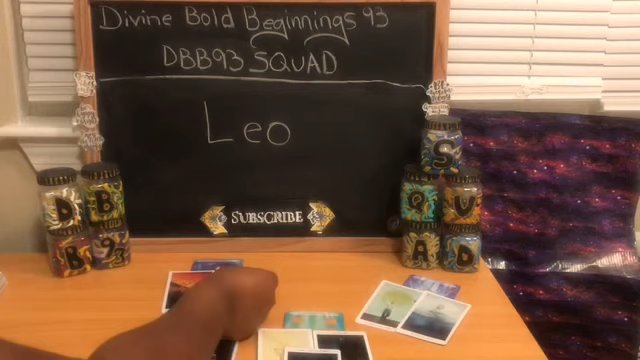 Divine Bold Beginnings 93
DBB93 SQUAD
Leo
SUBSCRIBE
S
D B
Q U
B 93
A D